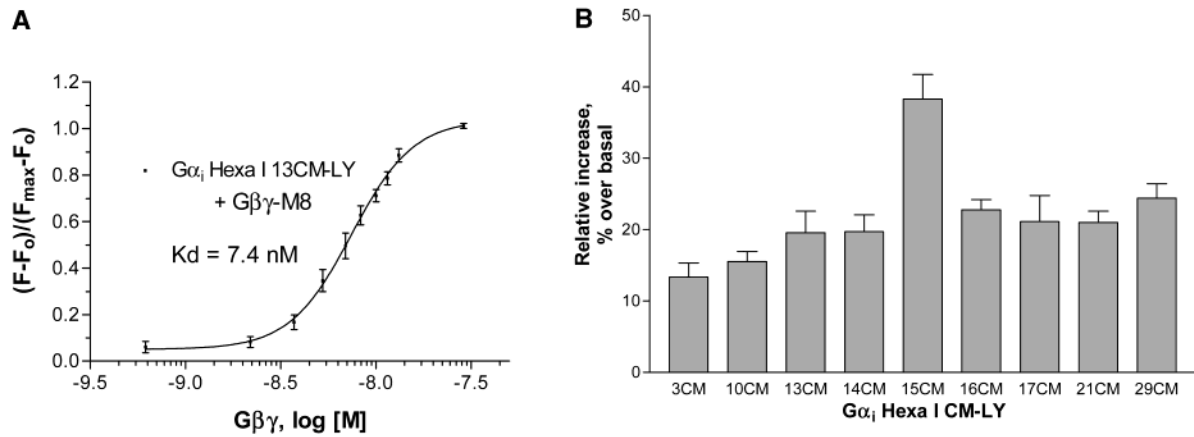 A
(F-Fo)/(Fmax-Fo)
1.2
1.0
0.8
0.6
0.4
0.2
0.0
Gαi Hexa I 13CM-LY
+ Gβγ-M8
Kd = 7.4 nM
-9.5 -9.0 -8.5 -8.0 -7.5
Gβγ, log [M]
B
Relative increase,
% over basal
50
40
30
20
10
0
3CM 10CM 13CM 14CM 15CM 16CM 17CM 21CM 29CM
Gαi Hexa I CM-LY